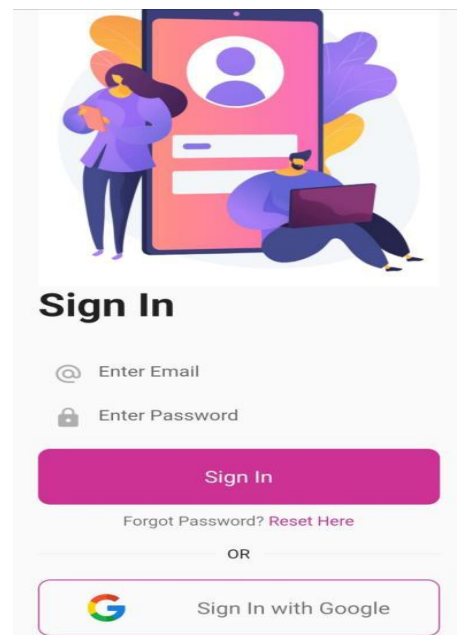 Sign In
Enter Email
Enter Password
Sign In
Forgot Password? Reset Here
OR
Sign In with Google